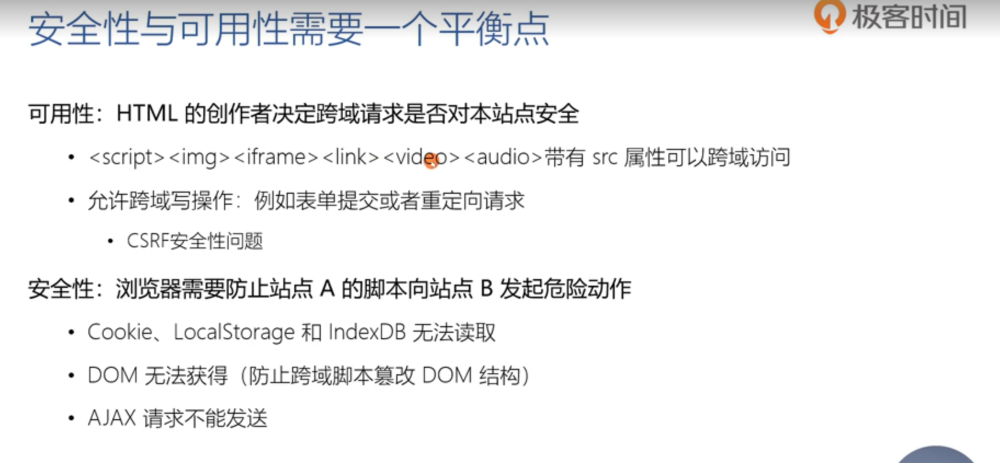 安全性与可用性需要一个平衡点
极客时间
可用性：HTML 的创作者决定跨域请求是否对本站点安全
• <script><img><iframe><link><video><audio>带有 src 属性可以跨域访问
• 允许跨域写操作：例如表单提交或者重定向请求
• CSRF安全性问题
安全性：浏览器需要防止站点 A 的脚本向站点 B 发起危险动作
• Cookie、LocalStorage 和 IndexDB 无法读取
• DOM 无法获得（防止跨域脚本篡改 DOM 结构）
• AJAX 请求不能发送